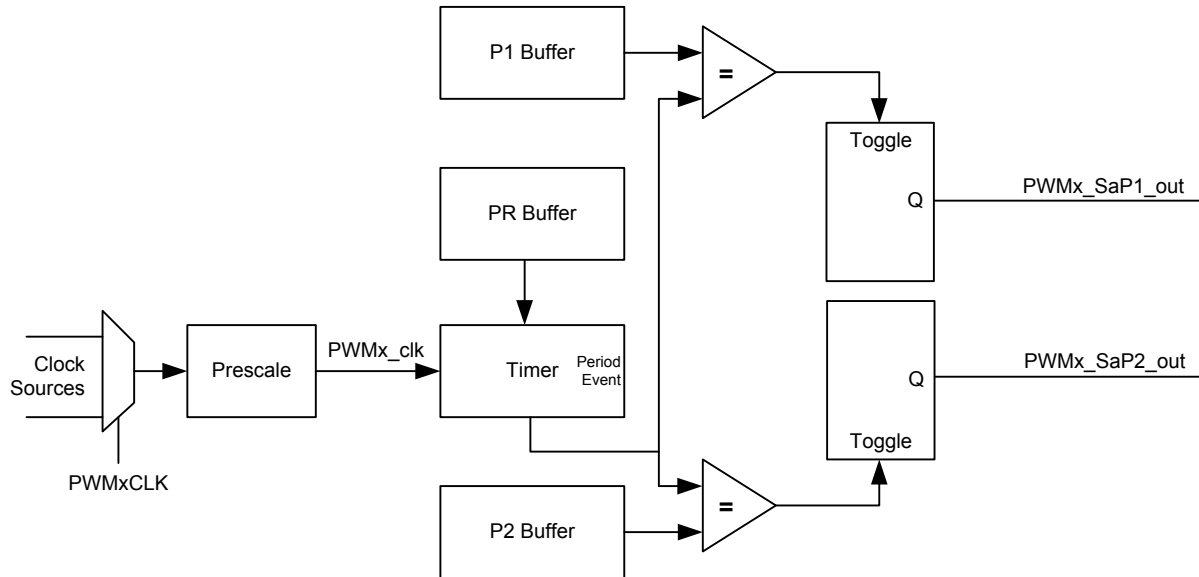 P1 Buffer
=
Toggle
Q
PWMx_SaP1_out
PR Buffer
Clock
Sources
PWMxCLK
Prescale
PWMx_clk
Timer
Period
Event
Q
PWMx_SaP2_out
Toggle
=
P2 Buffer